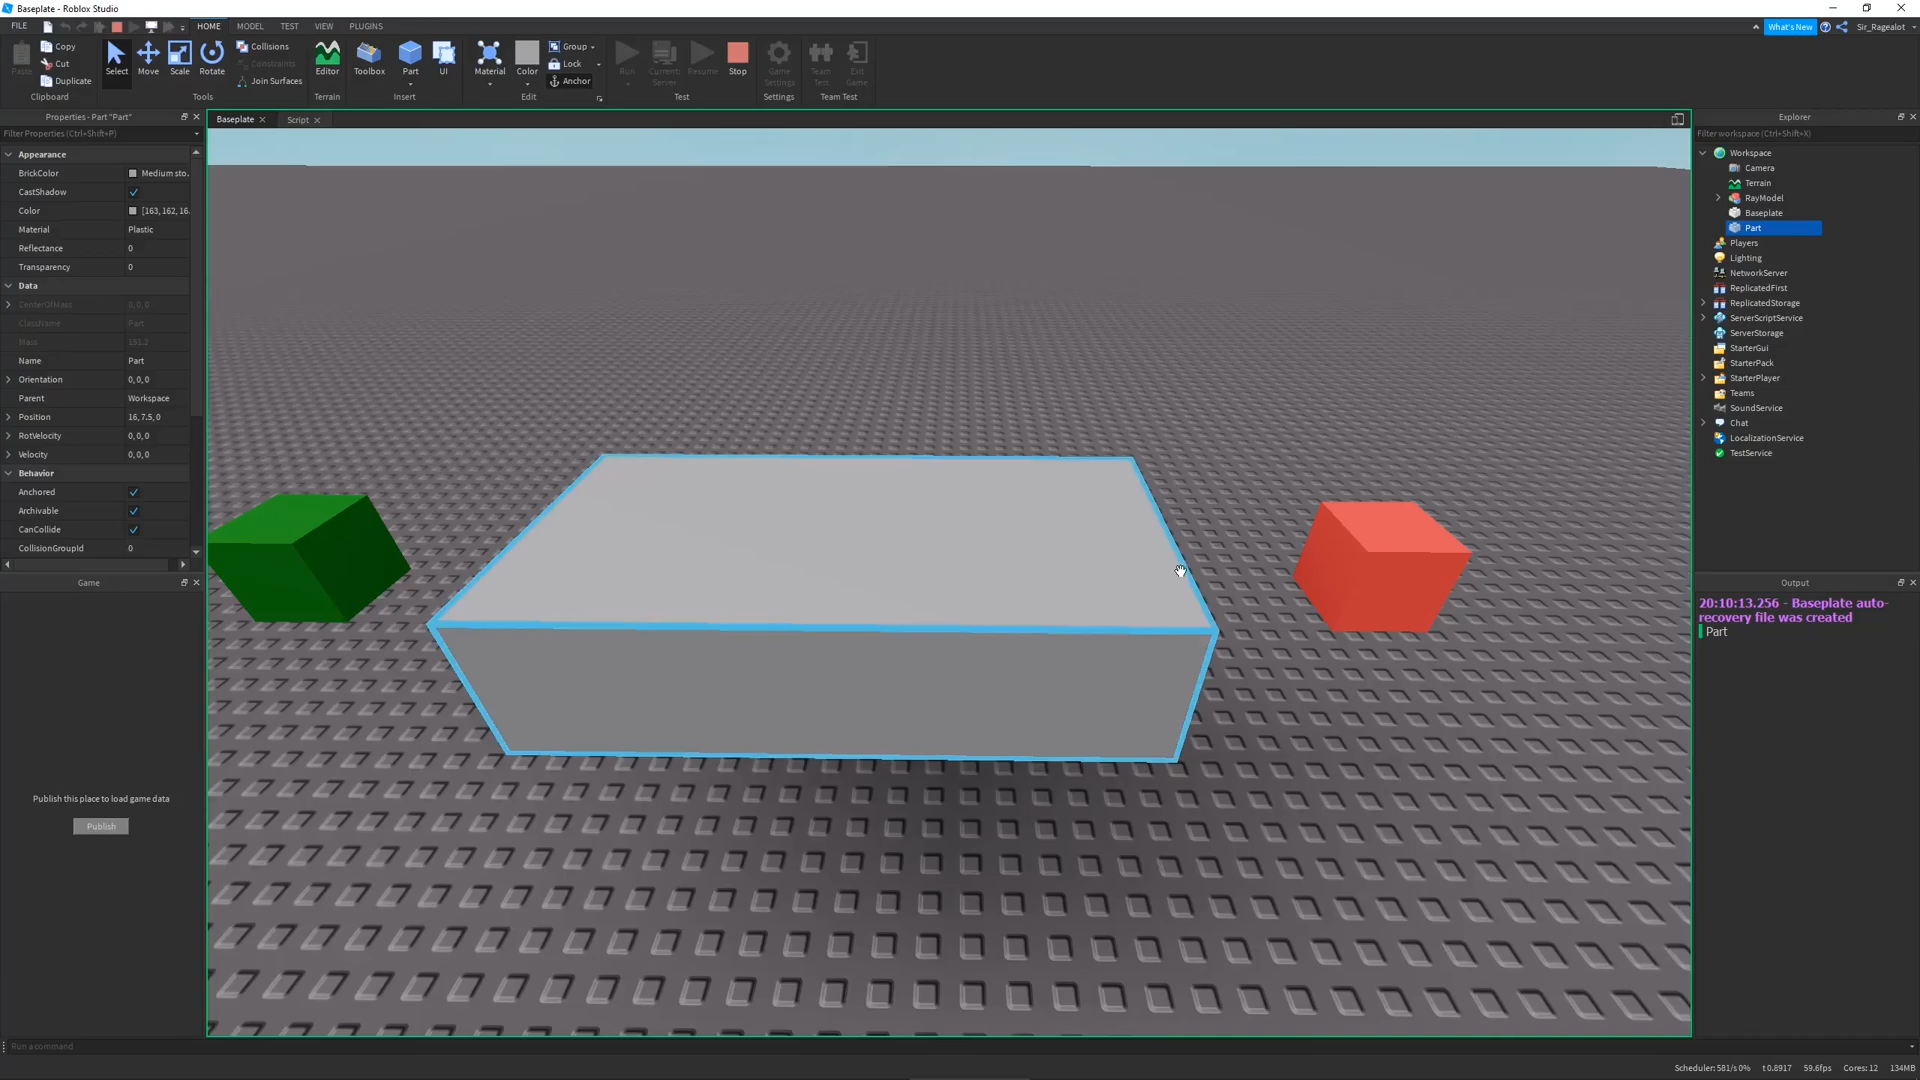 Baseplate - Roblox Studio
FILE HOME MODEL TEST VIEW PLUGINS
What's New Sir_Ragealot
Paste Copy Cut Duplicate Clipboard
Select Move Scale Rotate Collisions Constraints Join Surfaces Tools
Editor Terrain
Toolbox Part UI Insert
Material Color Group Lock Anchor Edit
Run Current: Server Resume Stop Test
Game Settings Settings
Team Test Exit Game Team Test
Properties - Part "Part"
Filter Properties (Ctrl+Shift+P)
Appearance
BrickColor Medium sto.
CastShadow
Color [163, 162, 16.
Material Plastic
Reflectance 0
Transparency 0
Data
CenterOfMass 0, 0, 0
ClassName Part
Mass 151.2
Name Part
Orientation 0, 0, 0
Parent Workspace
Position 16, 7.5, 0
RotVelocity 0, 0, 0
Velocity 0, 0, 0
Behavior
Anchored
Archivable
CanCollide
CollisionGroupId 0
Game
Publish this place to load game data
Publish
Baseplate Script
Explorer
Filter workspace (Ctrl+Shift+X)
Workspace
Camera
Terrain
RayModel
Baseplate
Part
Players
Lighting
NetworkServer
ReplicatedFirst
ReplicatedStorage
ServerScriptService
ServerStorage
StarterGui
StarterPack
StarterPlayer
Teams
SoundService
Chat
LocalizationService
TestService
Output
20:10:13.256 - Baseplate auto-
recovery file was created
Part
Run a command
Scheduler: 581/s 0% t 0.8917 59.6fps Cores: 12 134MB